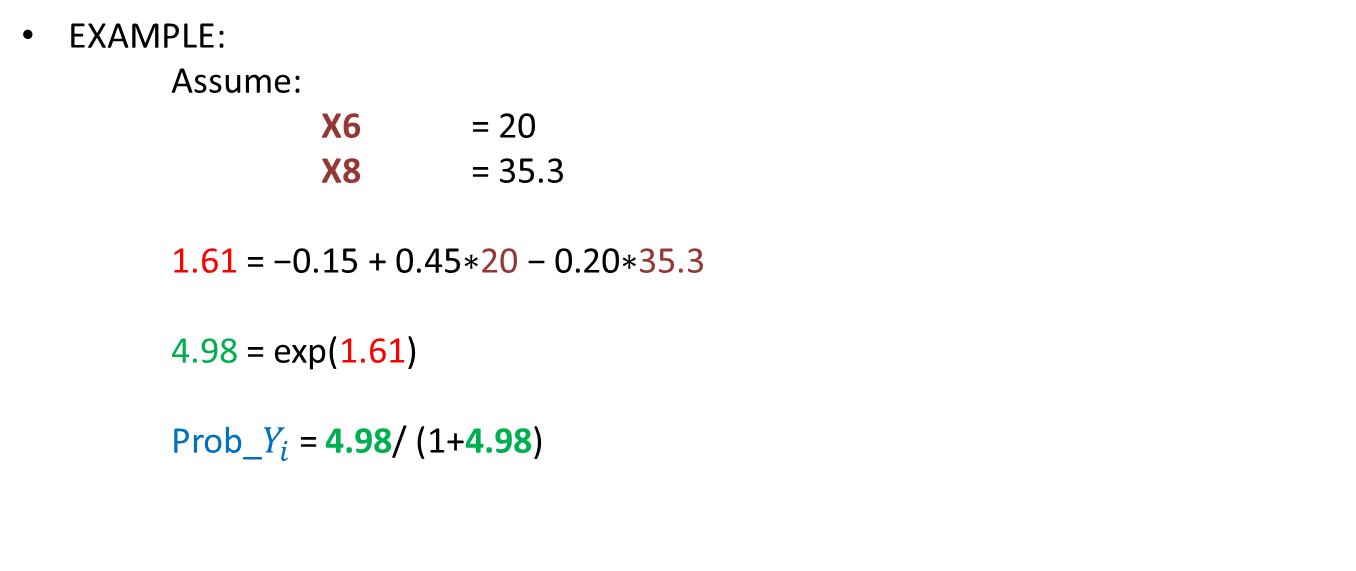 • EXAMPLE:
Assume:
X6 = 20
X8 = 35.3
1.61 = −0.15 + 0.45*20 − 0.20*35.3
4.98 = exp(1.61)
Prob_Yᵢ = 4.98/ (1+4.98)